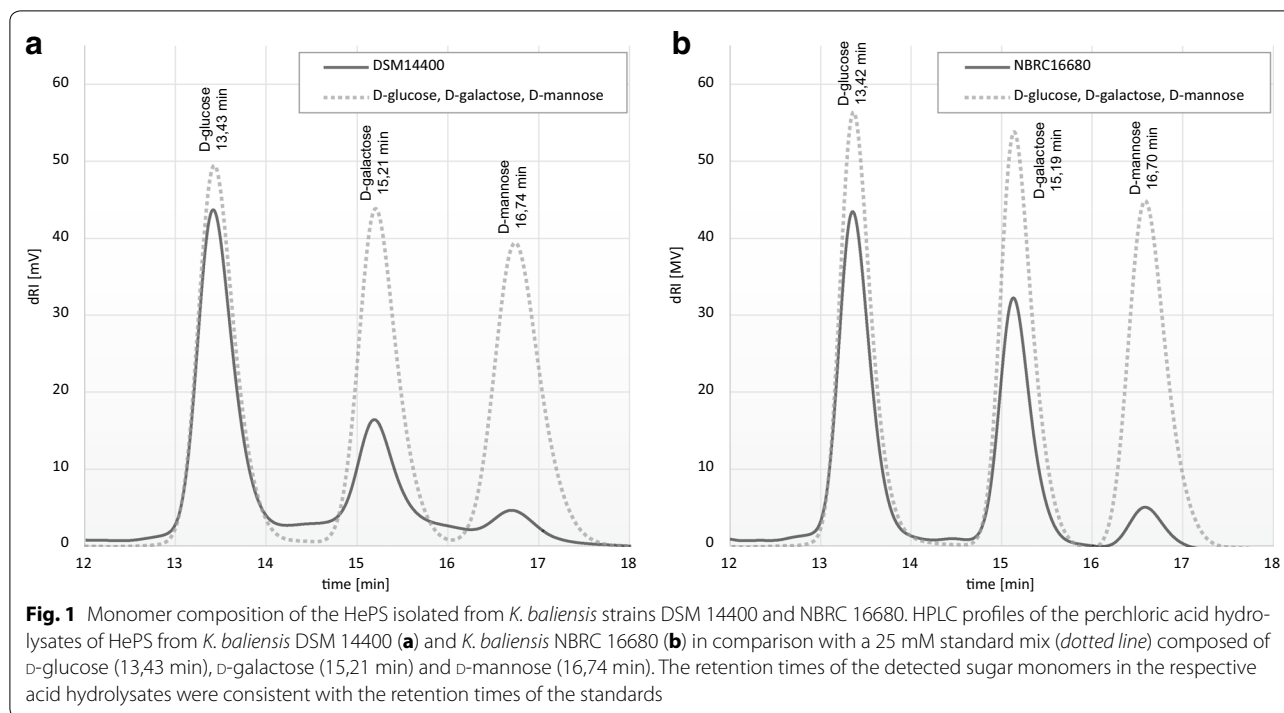 a
DSM14400
D-glucose, D-galactose, D-mannose
D-glucose
13,43 min
D-galactose
15,21 min
D-mannose
16,74 min
dRI [mV]
60
50
40
30
20
10
0
12 13 14 15 16 17 18
time [min]
b
NBRC16680
D-glucose, D-galactose, D-mannose
D-glucose
13,42 min
D-galactose
15,19 min
D-mannose
16,70 min
dRI [MV]
60
50
40
30
20
10
0
12 13 14 15 16 17 18
time [min]
Fig. 1 Monomer composition of the HePS isolated from K. baliensis strains DSM 14400 and NBRC 16680. HPLC profiles of the perchloric acid hydro-
lysates of HePS from K. baliensis DSM 14400 (a) and K. baliensis NBRC 16680 (b) in comparison with a 25 mM standard mix (dotted line) composed of
D-glucose (13,43 min), D-galactose (15,21 min) and D-mannose (16,74 min). The retention times of the detected sugar monomers in the respective
acid hydrolysates were consistent with the retention times of the standards